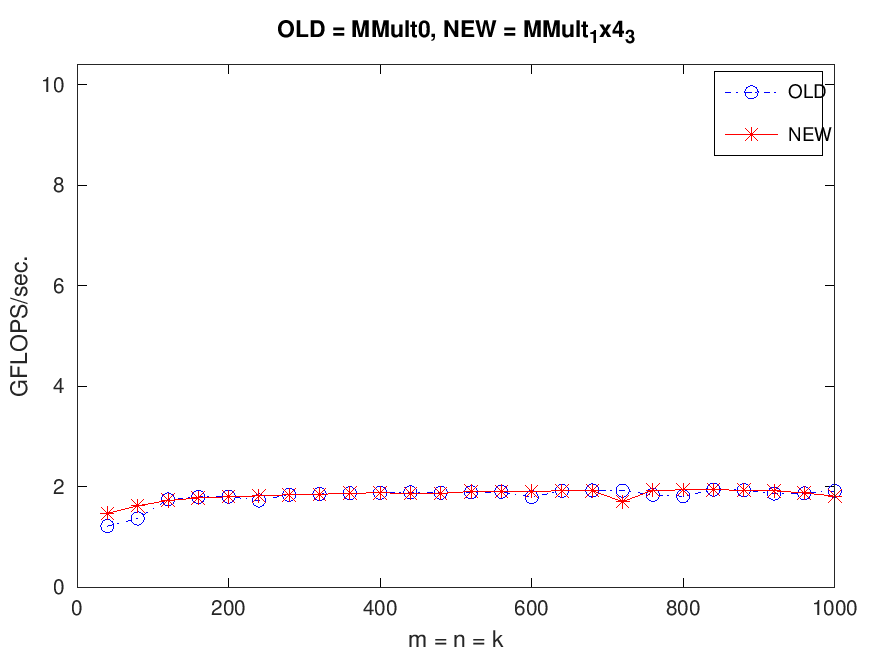 OLD = MMult0, NEW = MMult₁x4₃
10
8
6
4
2
0
GFLOPS/sec.
OLD
NEW
0 200 400 600 800 1000
m = n = k